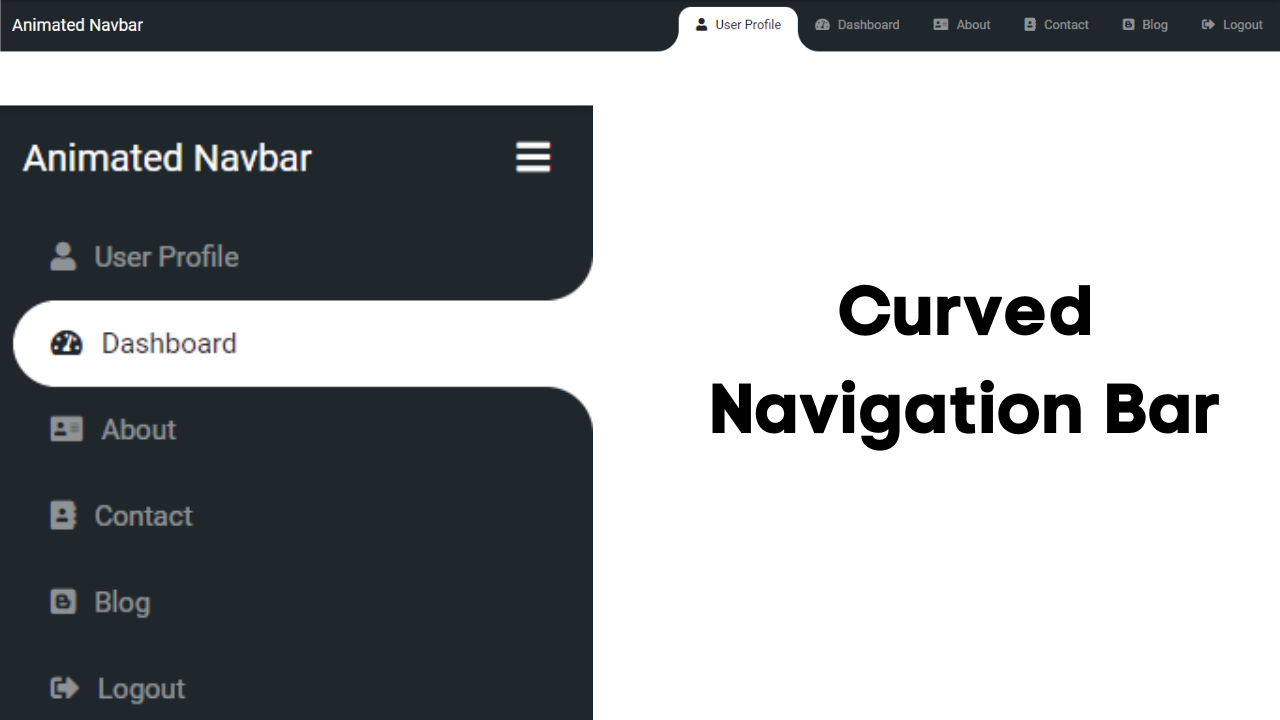 Animated Navbar User Profile Dashboard About Contact Blog Logout
Animated Navbar
User Profile
Dashboard
About
Contact
Blog
Logout
Curved
Navigation Bar